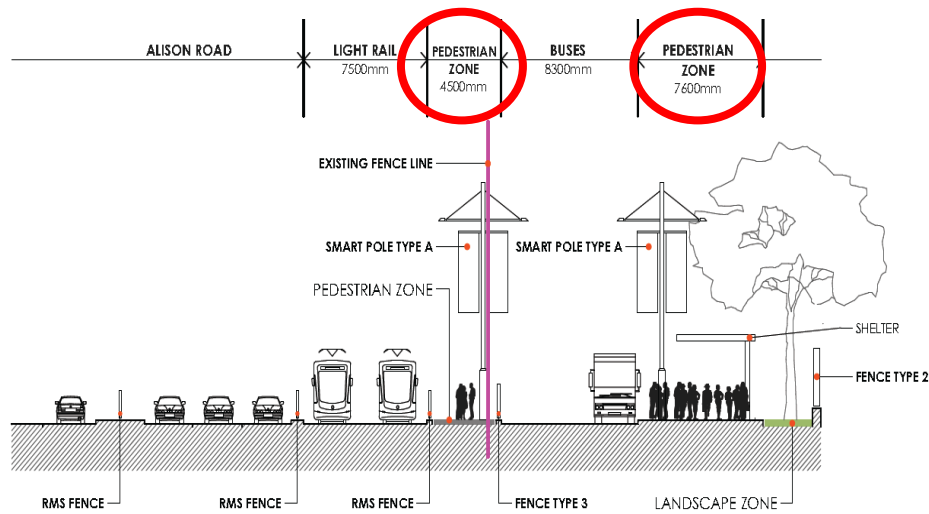 ALISON ROAD
LIGHT RAIL
7500mm
PEDESTRIAN
ZONE
4500mm
BUSES
8300mm
PEDESTRIAN
ZONE
7600mm
EXISTING FENCE LINE
SMART POLE TYPE A
SMART POLE TYPE A
PEDESTRIAN ZONE
SHELTER
FENCE TYPE 2
RMS FENCE
RMS FENCE
RMS FENCE
FENCE TYPE 3
LANDSCAPE ZONE